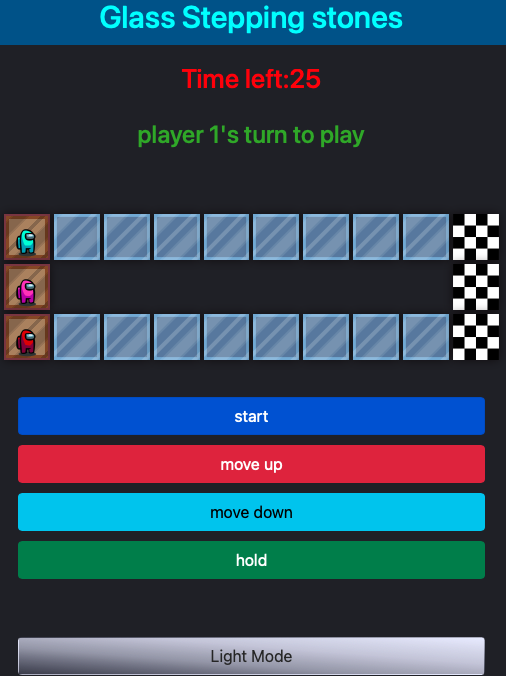 Glass Stepping stones
Time left:25
player 1's turn to play
start
move up
move down
hold
Light Mode